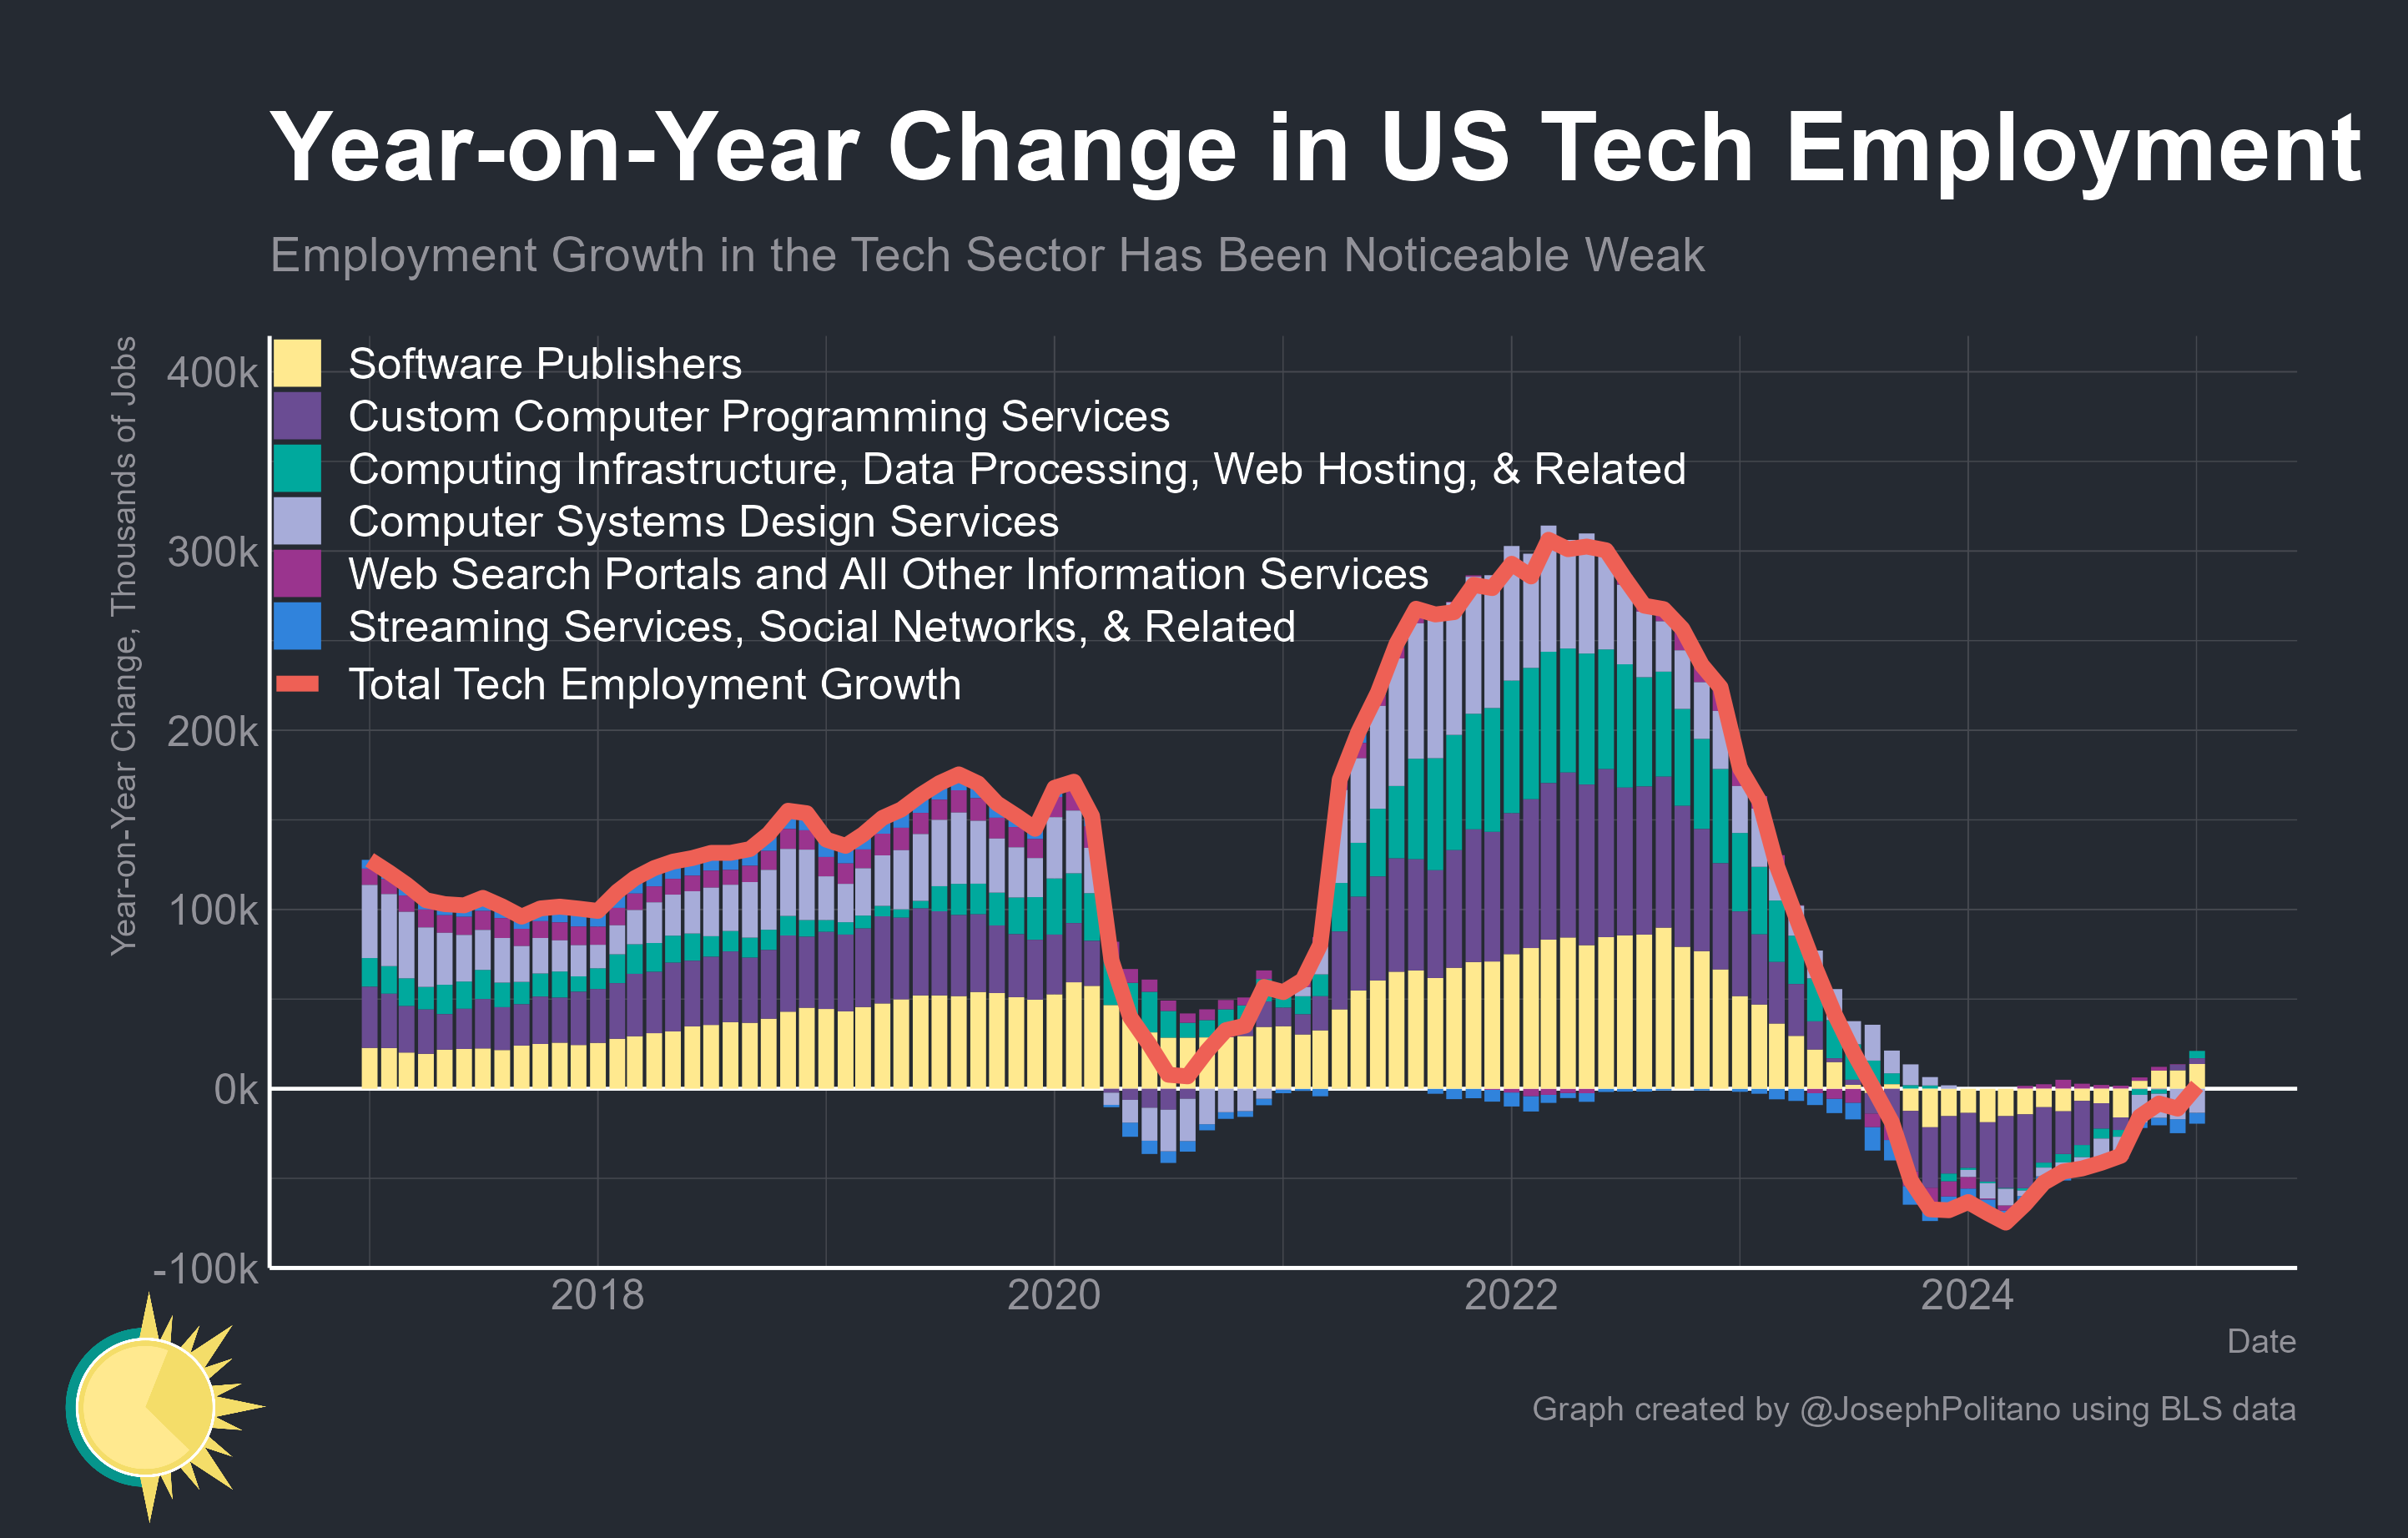 Year-on-Year Change in US Tech Employment
Employment Growth in the Tech Sector Has Been Noticeable Weak
Year-on-Year Change, Thousands of Jobs
400k
300k
200k
100k
0k
-100k
Software Publishers
Custom Computer Programming Services
Computing Infrastructure, Data Processing, Web Hosting, & Related
Computer Systems Design Services
Web Search Portals and All Other Information Services
Streaming Services, Social Networks, & Related
Total Tech Employment Growth
2018 2020 2022 2024
Date
Graph created by @JosephPolitano using BLS data